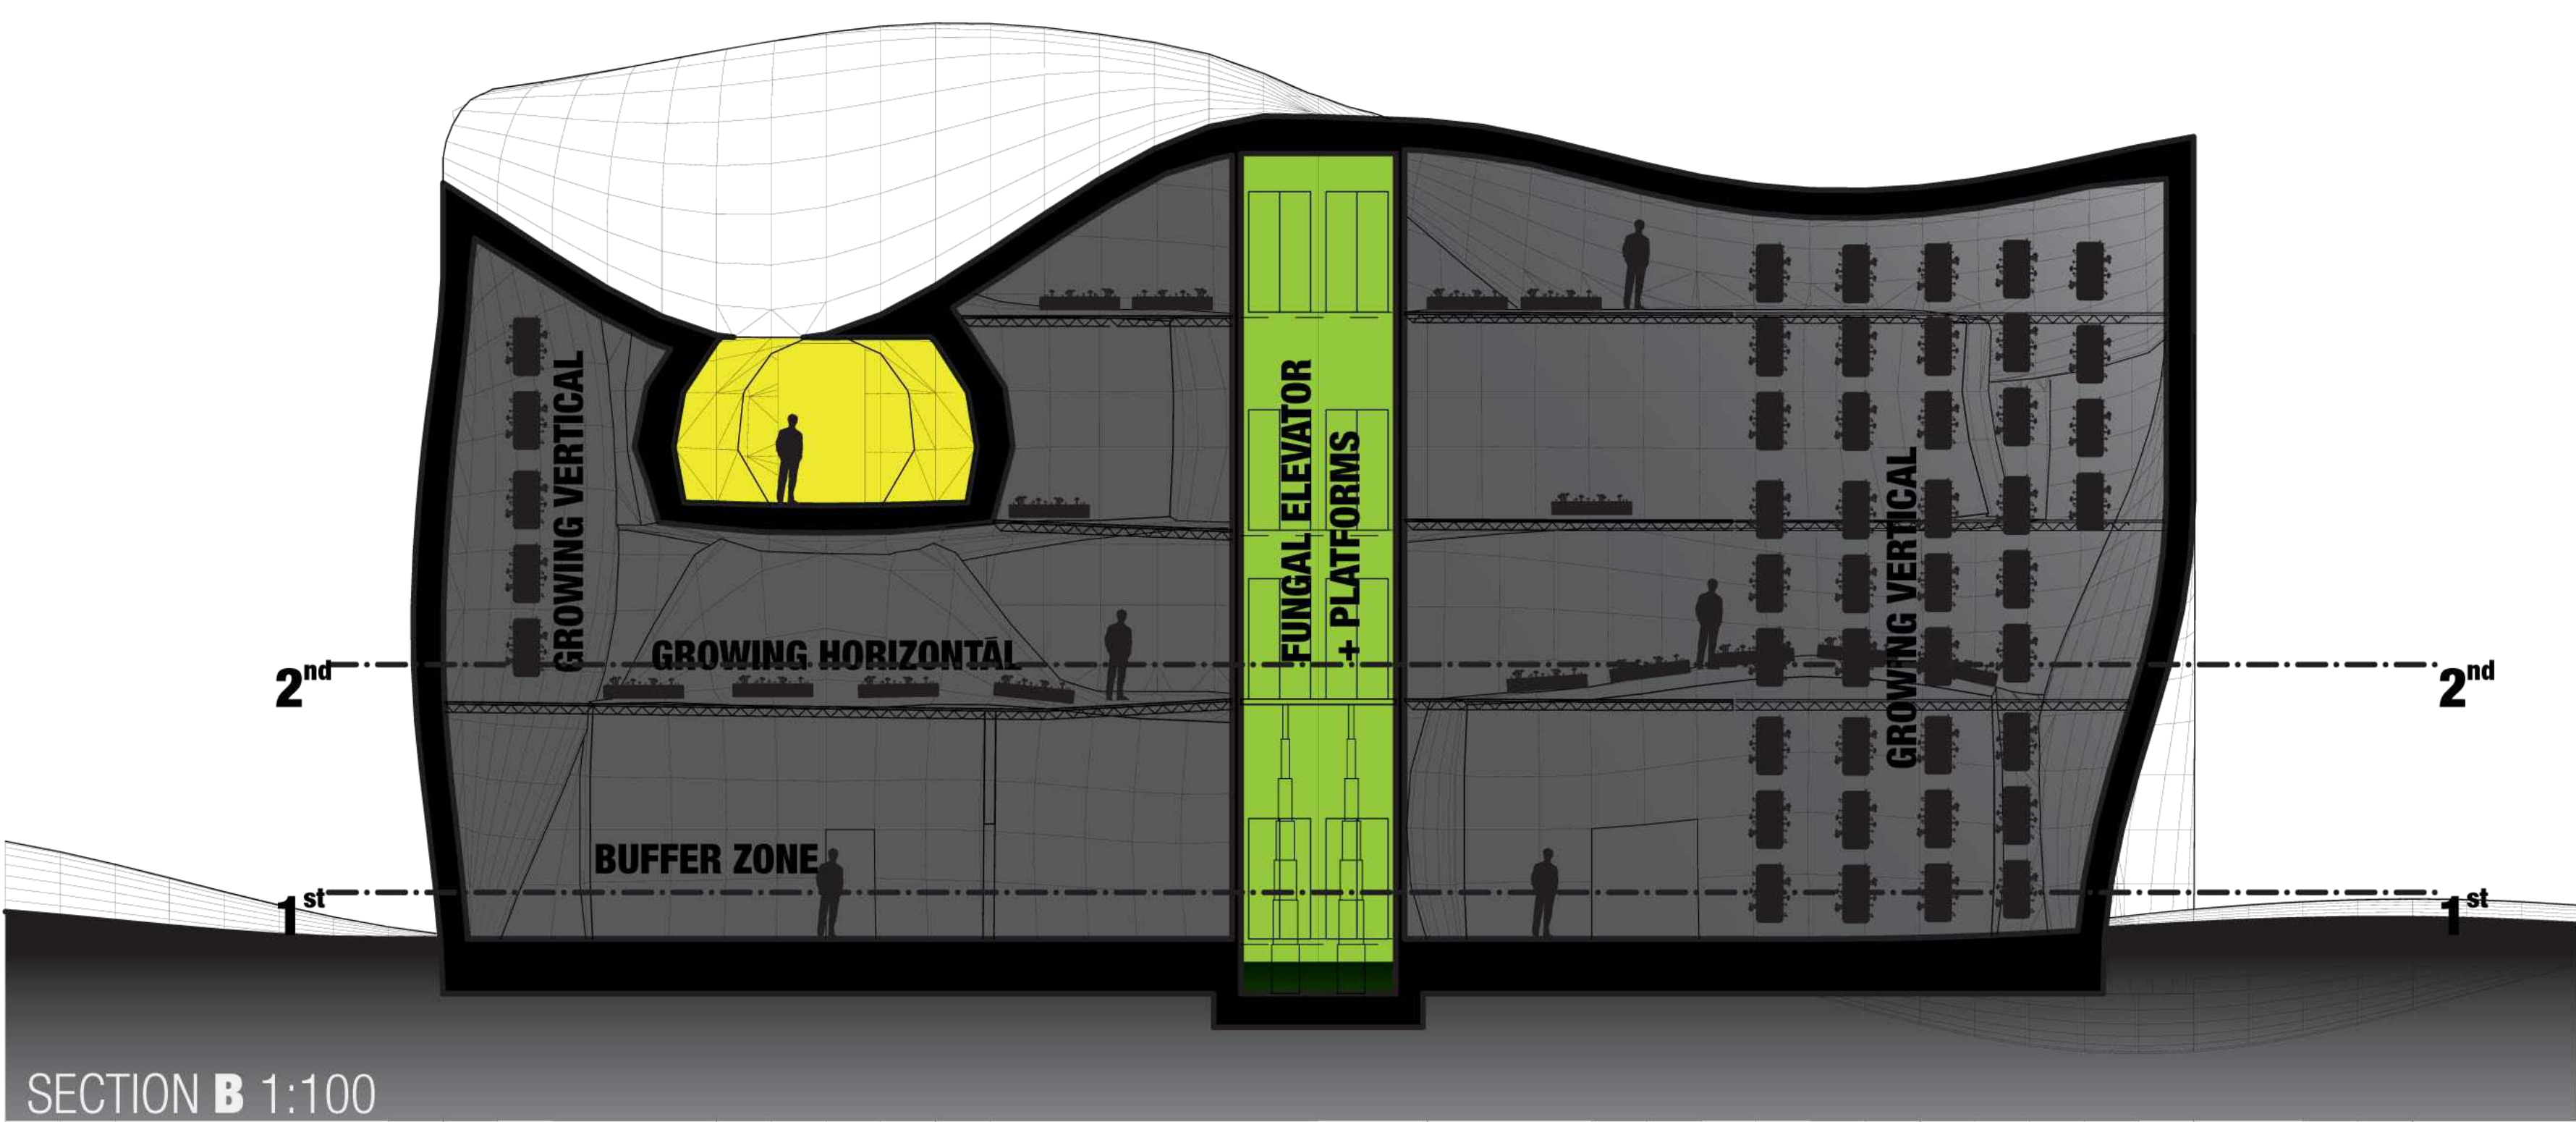 GROWING VERTICAL
FUNGAL ELEVATOR
+ PLATFORMS
GROWING VERTICAL
GROWING HORIZONTAL
2nd
2nd
BUFFER ZONE
1st
1st
SECTION B 1:100